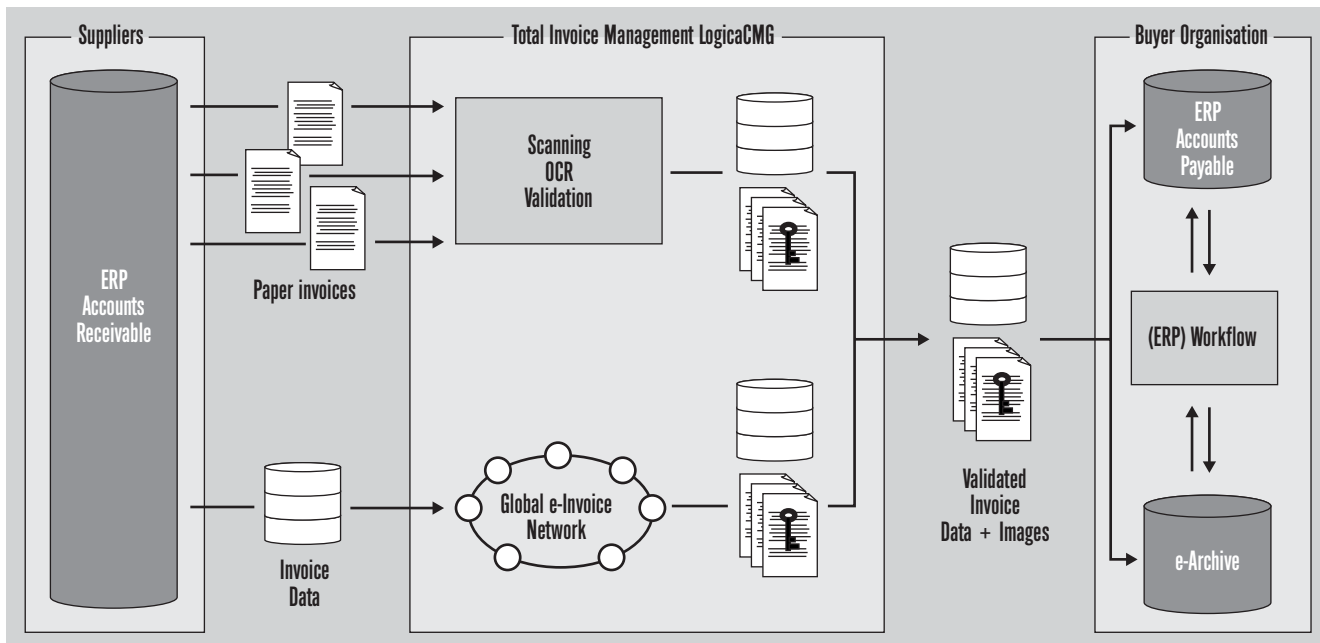 Suppliers
Total Invoice Management LogicaCMG
Buyer Organisation
ERP
Accounts
Receivable
Paper invoices
Invoice
Data
Scanning
OCR
Validation
Global e-Invoice
Network
Validated
Invoice
Data + Images
ERP
Accounts
Payable
(ERP) Workflow
e-Archive